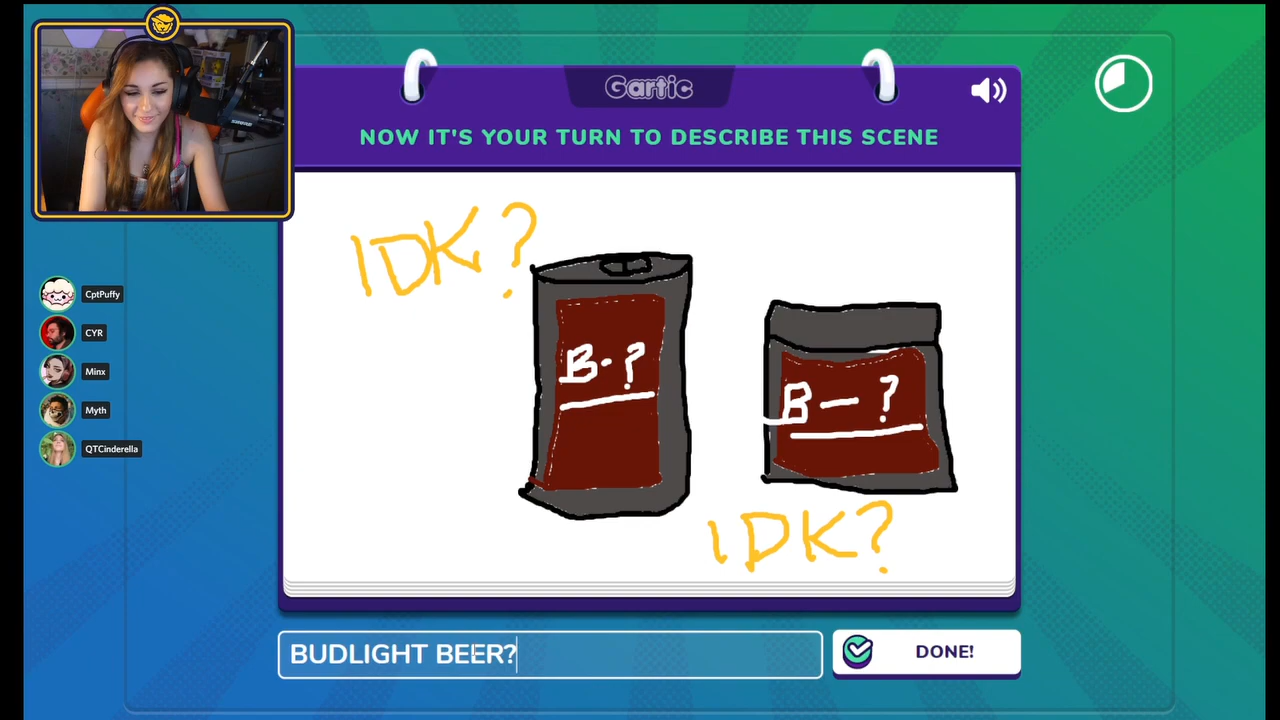 Gartic
NOW IT'S YOUR TURN TO DESCRIBE THIS SCENE
IDK?
B-?
B-?
IDK?
CptPuffy
CYR
Minx
Myth
QTCinderella
BUDLIGHT BEER?
DONE!